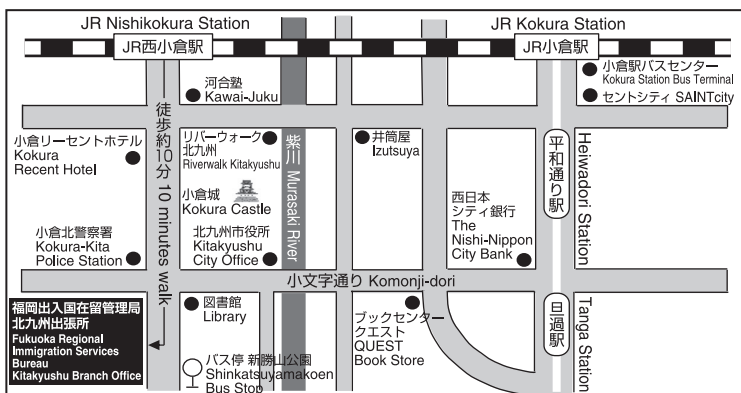 JR Nishikokura Station
JR西小倉駅
JR Kokura Station
JR小倉駅
小倉駅バスセンター
Kokura Station Bus Terminal
セントシティ SAINTcity
河合塾
Kawai-Juku
徒歩約10分 10 minutes walk
小倉リーセントホテル
Kokura
Recent Hotel
リバーウォーク
北九州
Riverwalk Kitakyushu
紫川 Murasaki River
井筒屋
Izutsuya
平和通り駅
Heiwadori Station
小倉城
Kokura Castle
西日本
シティ銀行
The
Nishi-Nippon
City Bank
小倉北警察署
Kokura-Kita
Police Station
北九州市役所
Kitakyushu
City Office
小文字通り Komonji-dori
福岡出入国在留管理局
北九州出張所
Fukuoka Regional
Immigration Services
Bureau
Kitakyushu Branch Office
図書館
Library
ブックセンター
クエスト
QUEST
Book Store
旦過駅
Tanga Station
バス停 新勝山公園
Shinkatsuyamakoen
Bus Stop